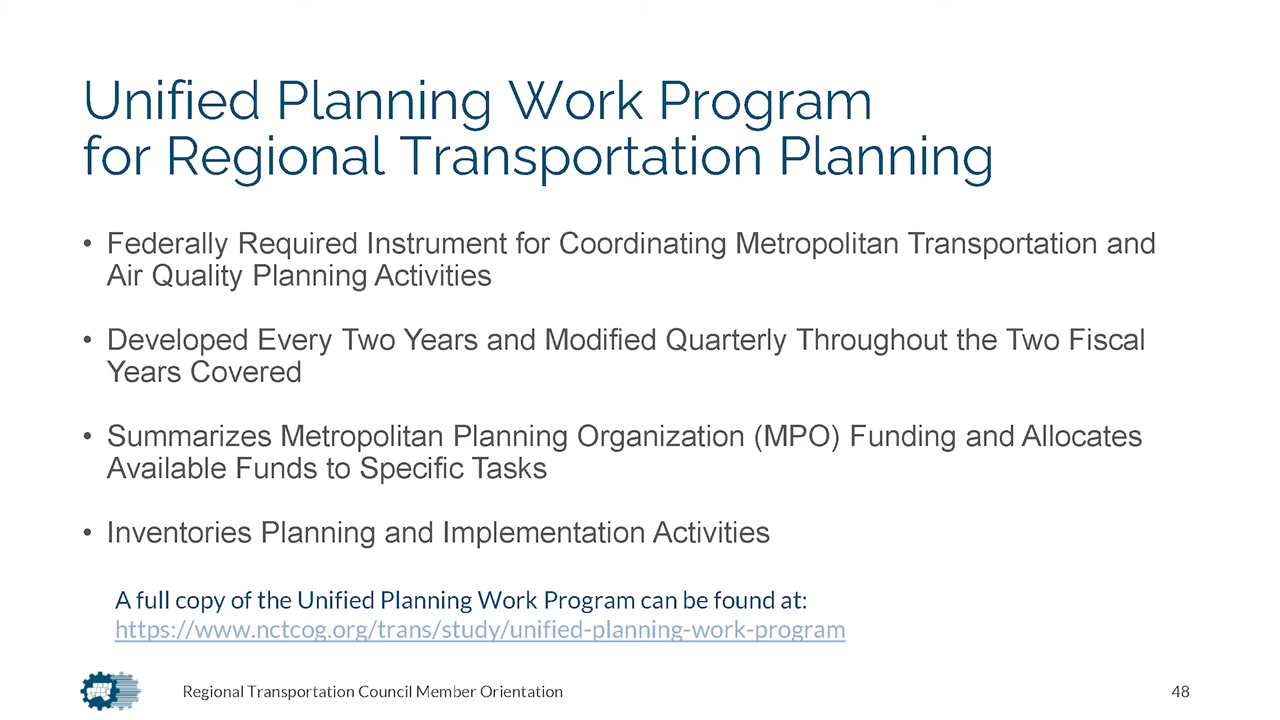 Unified Planning Work Program
for Regional Transportation Planning
• Federally Required Instrument for Coordinating Metropolitan Transportation and
Air Quality Planning Activities
• Developed Every Two Years and Modified Quarterly Throughout the Two Fiscal
Years Covered
• Summarizes Metropolitan Planning Organization (MPO) Funding and Allocates
Available Funds to Specific Tasks
• Inventories Planning and Implementation Activities
A full copy of the Unified Planning Work Program can be found at:
https://www.nctcog.org/trans/study/unified-planning-work-program
Regional Transportation Council Member Orientation
48